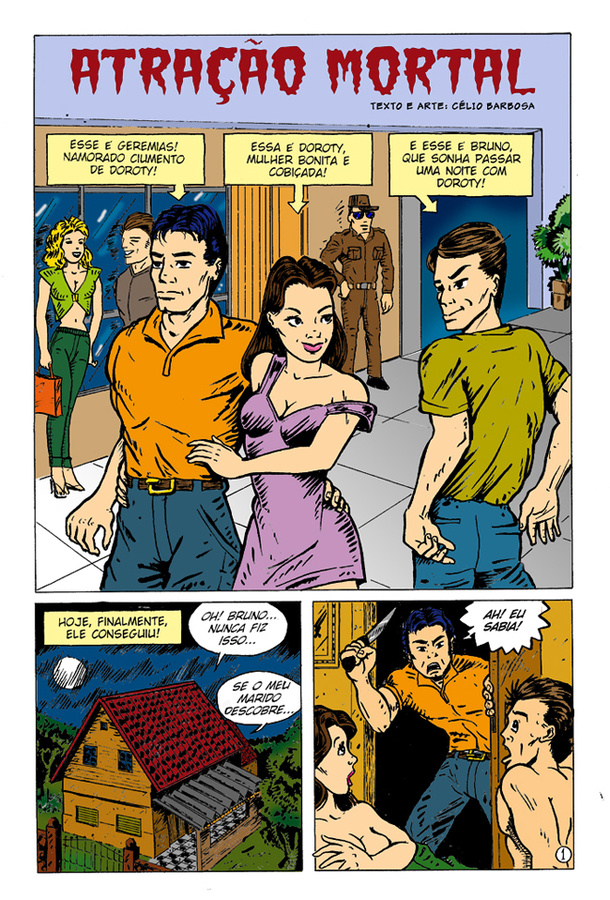 ATRAÇÃO MORTAL
TEXTO E ARTE: CÉLIO BARBOSA
ESSE E GEREMIAS!
NAMORADO CIUMENTO
DE DOROTY!
ESSA E DOROTY,
MULHER BONITA E
COBIÇADA!
E ESSE E BRUNO,
QUE SONHA PASSAR
UMA NOITE COM
DOROTY!
HOJE, FINALMENTE,
ELE CONSEGUIU!
OH! BRUNO...
NUNCA FIZ
ISSO...
SE O MEU
MARIDO
DESCOBRE...
AH! EU
SABIA!
1